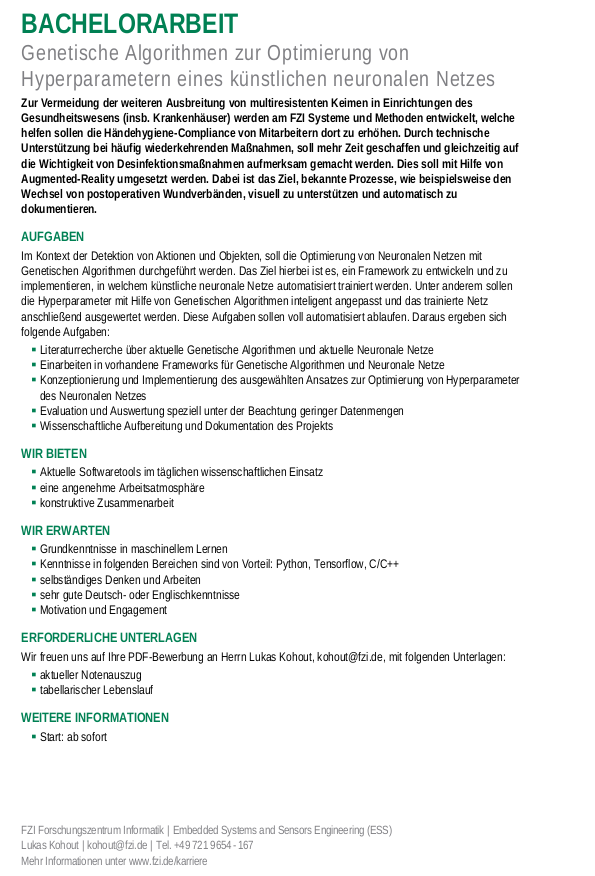 BACHELORARBEIT
Genetische Algorithmen zur Optimierung von
Hyperparametern eines künstlichen neuronalen Netzes
Zur Vermeidung der weiteren Ausbreitung von multiresistenten Keimen in Einrichtungen des
Gesundheitswesens (insb. Krankenhäuser) werden am FZI Systeme und Methoden entwickelt, welche
helfen sollen die Händehygiene-Compliance von Mitarbeitern dort zu erhöhen. Durch technische
Unterstützung bei häufig wiederkehrenden Maßnahmen, soll mehr Zeit geschaffen und gleichzeitig auf
die Wichtigkeit von Desinfektionsmaßnahmen aufmerksam gemacht werden. Dies soll mit Hilfe von
Augmented-Reality umgesetzt werden. Dabei ist das Ziel, bekannte Prozesse, wie beispielsweise den
Wechsel von postoperativen Wundverbänden, visuell zu unterstützen und automatisch zu
dokumentieren.
AUFGABEN
Im Kontext der Detektion von Aktionen und Objekten, soll die Optimierung von Neuronalen Netzen mit
Genetischen Algorithmen durchgeführt werden. Das Ziel hierbei ist es, ein Framework zu entwickeln und zu
implementieren, in welchem künstliche neuronale Netze automatisiert trainiert werden. Unter anderem sollen
die Hyperparameter mit Hilfe von Genetischen Algorithmen inteligent angepasst und das trainierte Netz
anschließend ausgewertet werden. Diese Aufgaben sollen voll automatisiert ablaufen. Daraus ergeben sich
folgende Aufgaben:
▪ Literaturrecherche über aktuelle Genetische Algorithmen und aktuelle Neuronale Netze
▪ Einarbeiten in vorhandene Frameworks für Genetische Algorithmen und Neuronale Netze
▪ Konzeptionierung und Implementierung des ausgewählten Ansatzes zur Optimierung von Hyperparameter
des Neuronalen Netzes
▪ Evaluation und Auswertung speziell unter der Beachtung geringer Datenmengen
▪ Wissenschaftliche Aufbereitung und Dokumentation des Projekts
WIR BIETEN
▪ Aktuelle Softwaretools im täglichen wissenschaftlichen Einsatz
▪ eine angenehme Arbeitsatmosphäre
▪ konstruktive Zusammenarbeit
WIR ERWARTEN
▪ Grundkenntnisse in maschinellem Lernen
▪ Kenntnisse in folgenden Bereichen sind von Vorteil: Python, Tensorflow, C/C++
▪ selbständiges Denken und Arbeiten
▪ sehr gute Deutsch- oder Englischkenntnisse
▪ Motivation und Engagement
ERFORDERLICHE UNTERLAGEN
Wir freuen uns auf Ihre PDF-Bewerbung an Herrn Lukas Kohout, kohout@fzi.de, mit folgenden Unterlagen:
▪ aktueller Notenauszug
▪ tabellarischer Lebenslauf
WEITERE INFORMATIONEN
▪ Start: ab sofort
FZI Forschungszentrum Informatik | Embedded Systems and Sensors Engineering (ESS)
Lukas Kohout | kohout@fzi.de | Tel. +49 721 9654 - 167
Mehr Informationen unter www.fzi.de/karriere